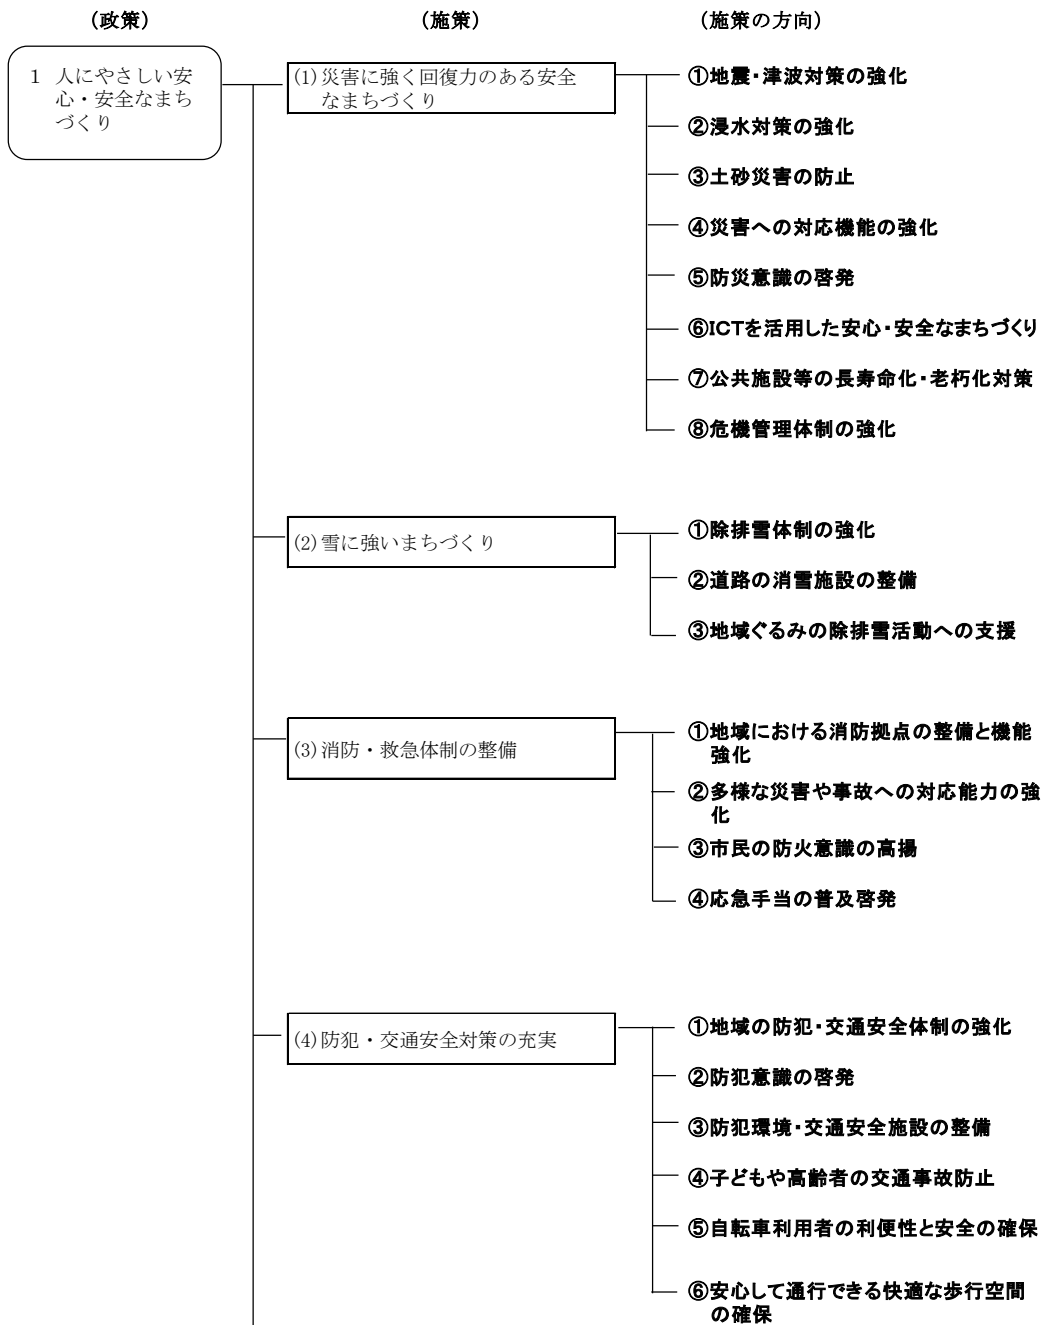 （政策）
（施策）
（施策の方向）
1 人にやさしい安
心・安全なまち
づくり
(1)災害に強く回復力のある安全
なまちづくり
①地震・津波対策の強化
②浸水対策の強化
③土砂災害の防止
④災害への対応機能の強化
⑤防災意識の啓発
⑥ICTを活用した安心・安全なまちづくり
⑦公共施設等の長寿命化・老朽化対策
⑧危機管理体制の強化
(2)雪に強いまちづくり
①除排雪体制の強化
②道路の消雪施設の整備
③地域ぐるみの除排雪活動への支援
(3)消防・救急体制の整備
①地域における消防拠点の整備と機能
強化
②多様な災害や事故への対応能力の強
化
③市民の防火意識の高揚
④応急手当の普及啓発
(4)防犯・交通安全対策の充実
①地域の防犯・交通安全体制の強化
②防犯意識の啓発
③防犯環境・交通安全施設の整備
④子どもや高齢者の交通事故防止
⑤自転車利用者の利便性と安全の確保
⑥安心して通行できる快適な歩行空間
の確保